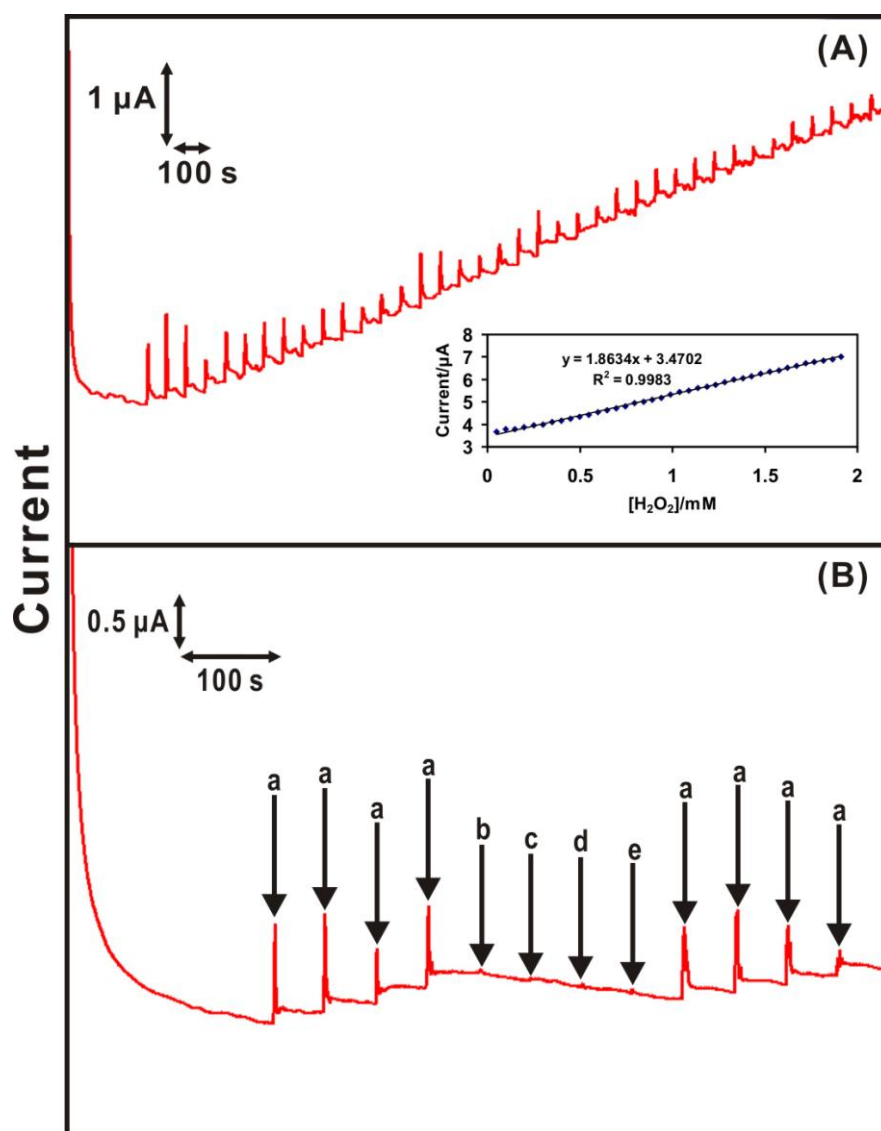 (A)
1 µA
100 s
8
7
6
5
4
3
Current/µA
y = 1.8634x + 3.4702
R² = 0.9983
0
0.5
1
1.5
2
[H₂O₂]/mM
Current
(B)
0.5 µA
100 s
a
a
a
a
b
c
d
e
a
a
a
a